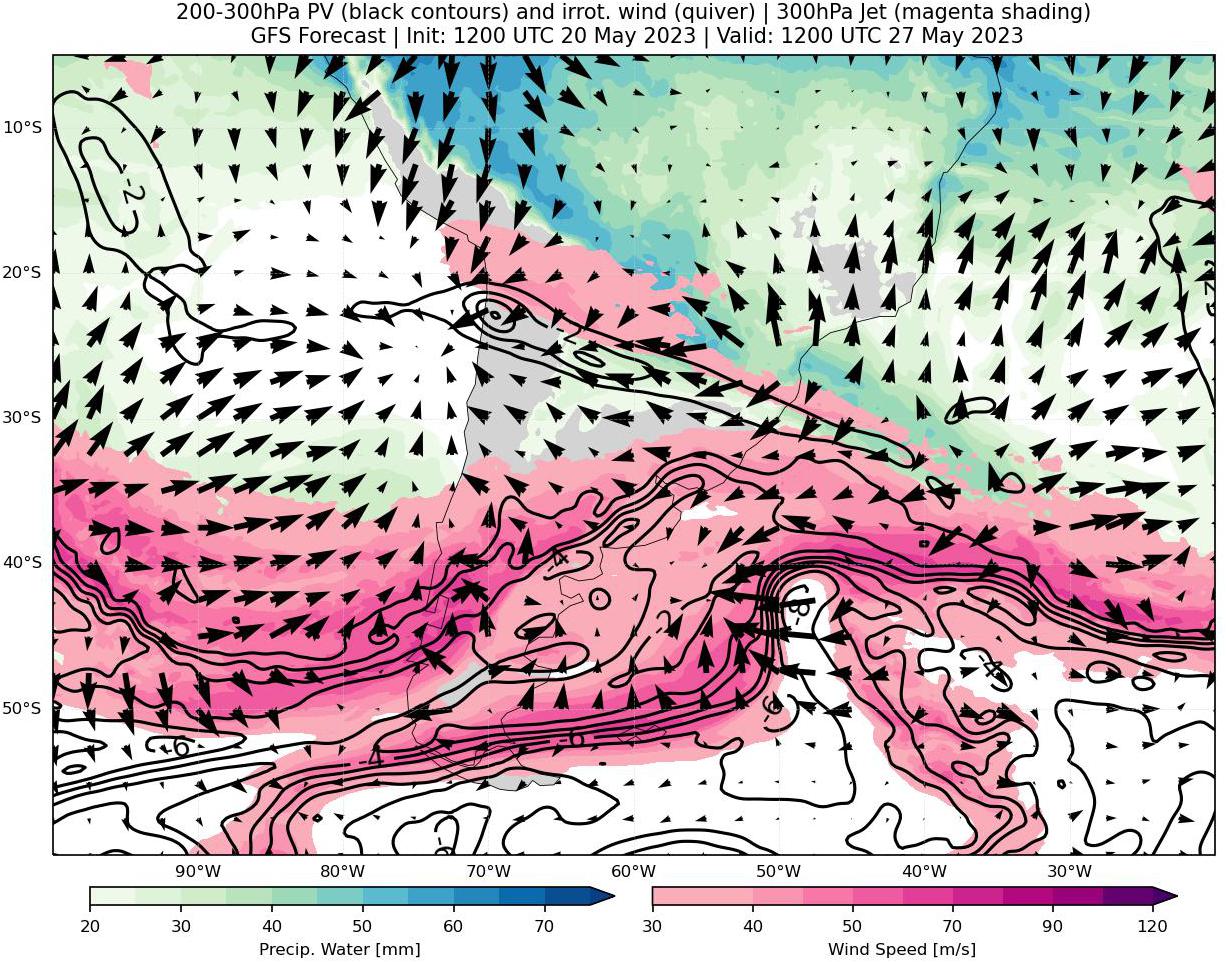 200-300hPa PV (black contours) and irrot. wind (quiver) | 300hPa Jet (magenta shading)
GFS Forecast | Init: 1200 UTC 20 May 2023 | Valid: 1200 UTC 27 May 2023
10°S
20°S
30°S
40°S
50°S
-2
-2
-4
-2
-8
-4
-6
-6
-6
-4
90°W
80°W
70°W
60°W
50°W
40°W
30°W
20
30
40
50
60
70
30
40
50
70
90
120
Precip. Water [mm]
Wind Speed [m/s]